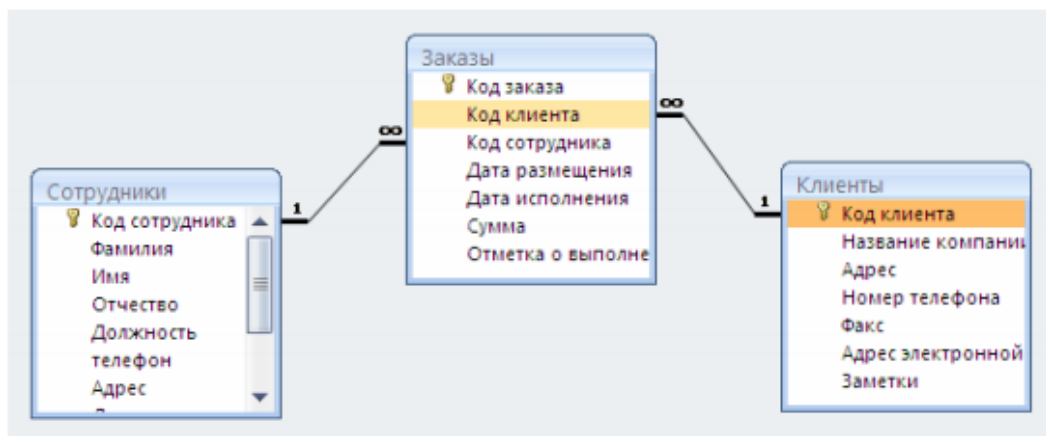 Заказы
Код заказа
Код клиента
Код сотрудника
Дата размещения
Дата исполнения
Сумма
Отметка о выполне
∞
∞
Сотрудники
Код сотрудника
Фамилия
Имя
Отчество
Должность
телефон
Адрес
1
Клиенты
Код клиента
Название компании
Адрес
Номер телефона
Факс
Адрес электронной
Заметки
1